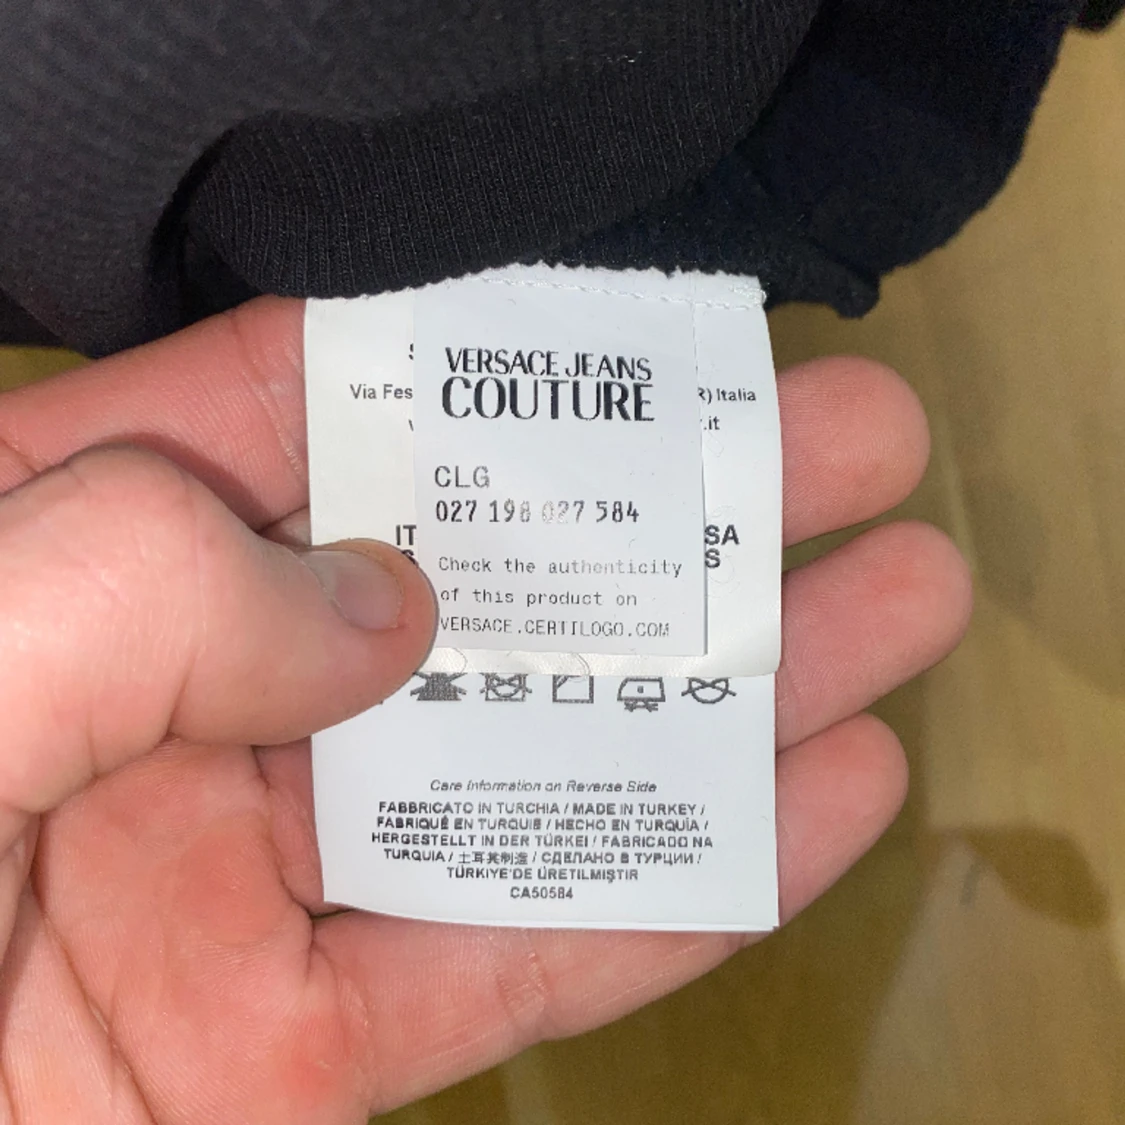 VERSACE JEANS
COUTURE
Via Fes
R) Italia
.it
CLG
027 198 027 584
IT
SA
S
S
Check the authenticity
of this product on
VERSACE.CERTILOGO.COM
Care Information on Reverse Side
FABBRICATO IN TURCHIA / MADE IN TURKEY /
FABRIQUÉ EN TURQUIE / HECHO EN TURQUÍA /
HERGESTELLT IN DER TÜRKEI / FABRICADO NA
TURQUIA / 土耳其制造 / СДЕЛАНО В ТУРЦИИ /
TÜRKİYE'DE ÜRETİLMİŞTİR
CA50584